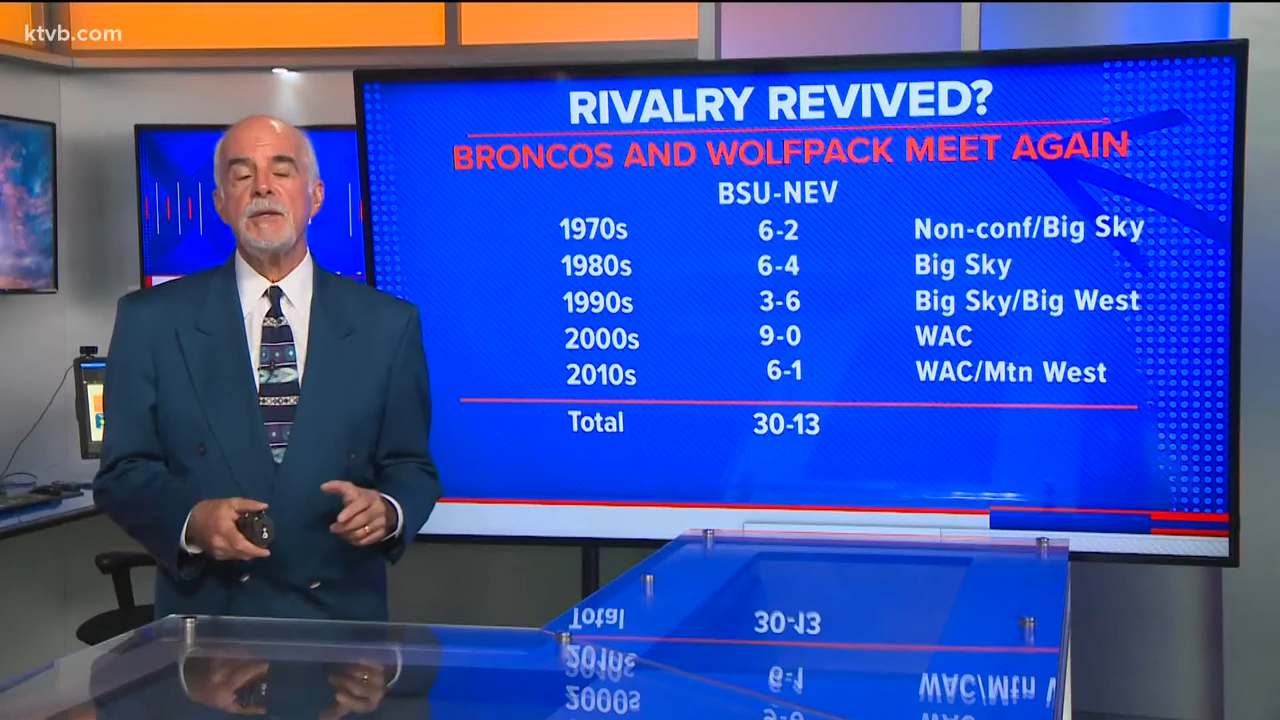 ktvb.com
RIVALRY REVIVED?
BRONCOS AND WOLFPACK MEET AGAIN
BSU-NEV
1970s 6-2 Non-conf/Big Sky
1980s 6-4 Big Sky
1990s 3-6 Big Sky/Big West
2000s 9-0 WAC
2010s 6-1 WAC/Mtn West
Total 30-13